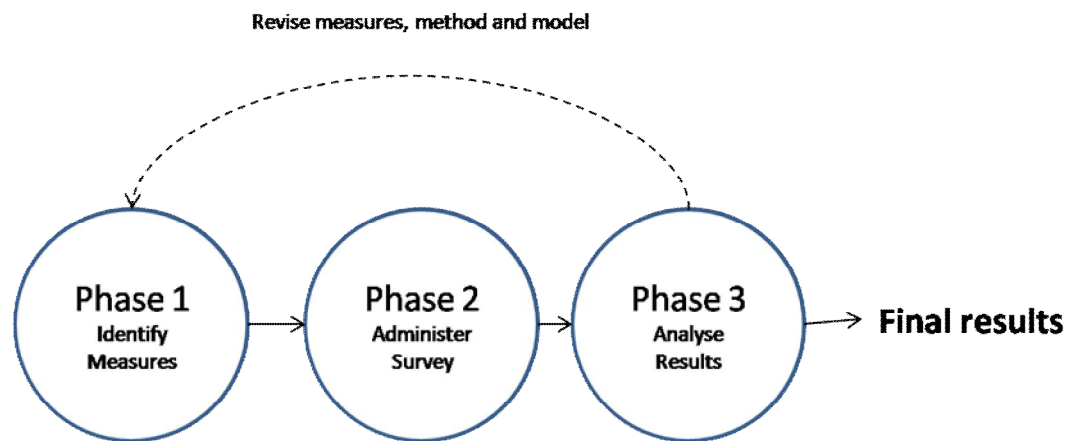 Revise measures, method and model
Phase 1
Identify
Measures
Phase 2
Administer
Survey
Phase 3
Analyse
Results
Final results